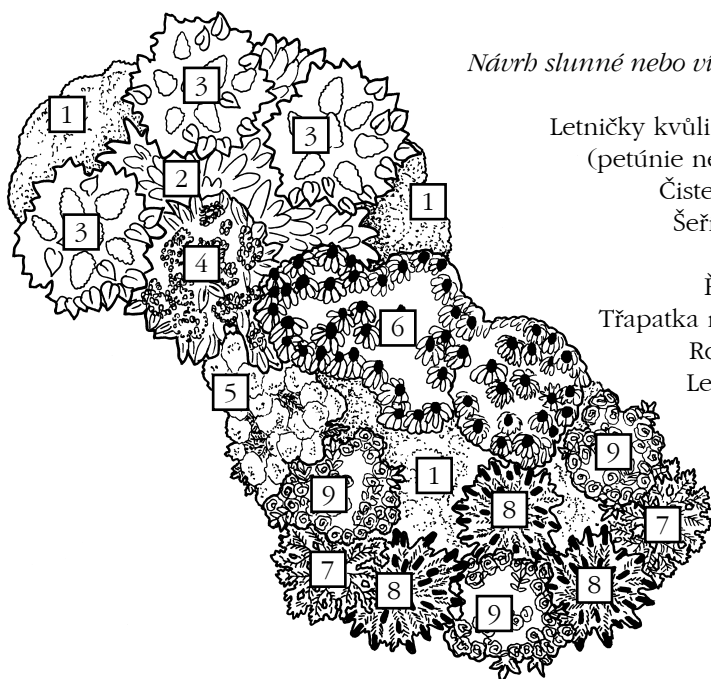 Návrh slunné nebo ví
Letničky kvůli
(petúnie ne
Čiste
Šeř
Třapatka
Ro
Le
3
1
3
2
1
3
4
6
5
9
1
9
8
7
7
8
8
9